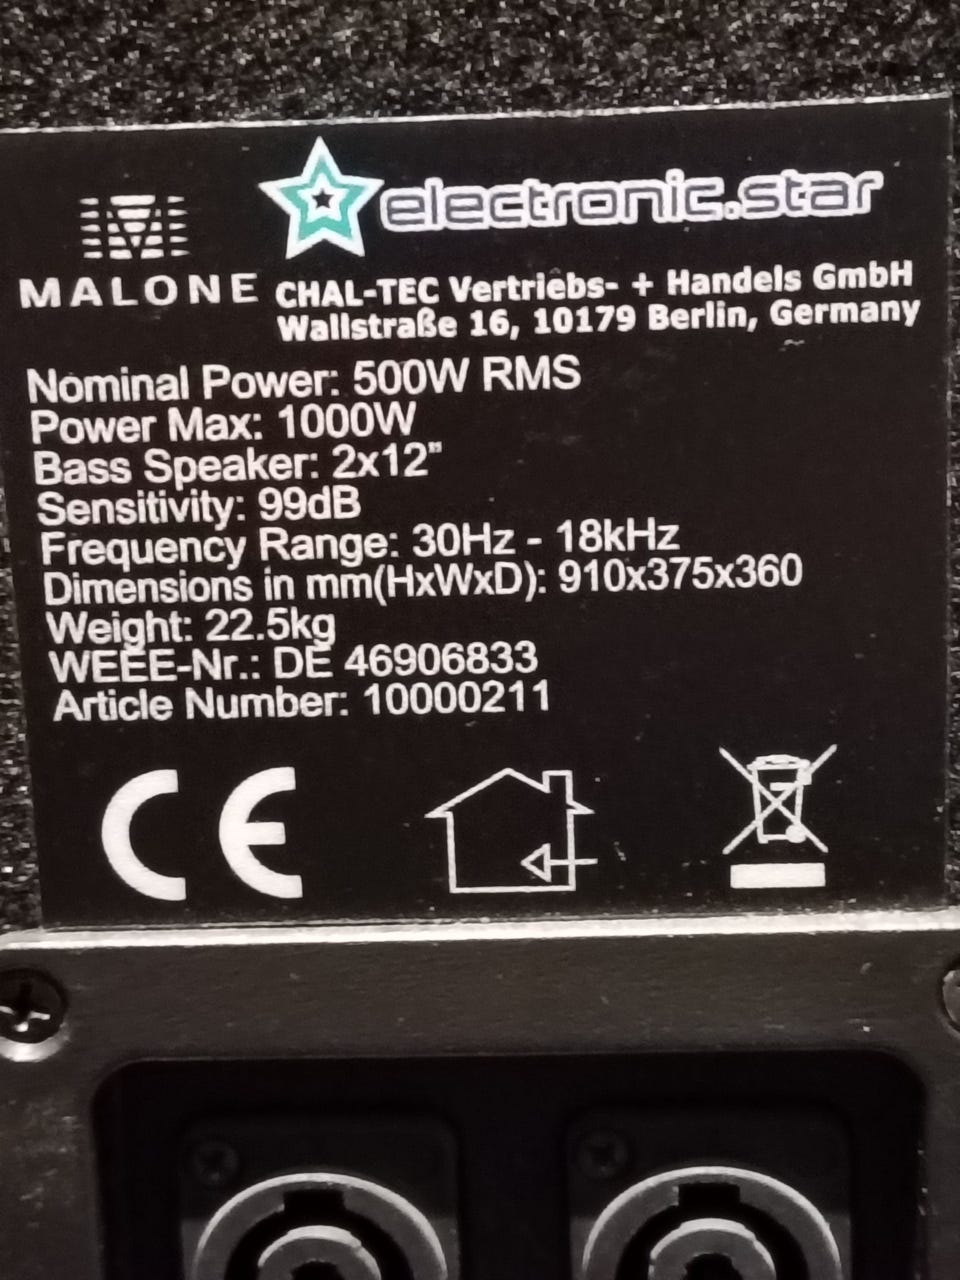 electronic.star
MALONE
CHAL-TEC Vertriebs- + Handels GmbH
Wallstraße 16, 10179 Berlin, Germany
Nominal Power: 500W RMS
Power Max: 1000W
Bass Speaker: 2x12"
Sensitivity: 99dB
Frequency Range: 30Hz - 18kHz
Dimensions in mm(HxWxD): 910x375x360
Weight: 22.5kg
WEEE-Nr.: DE 46906833
Article Number: 10000211
CE